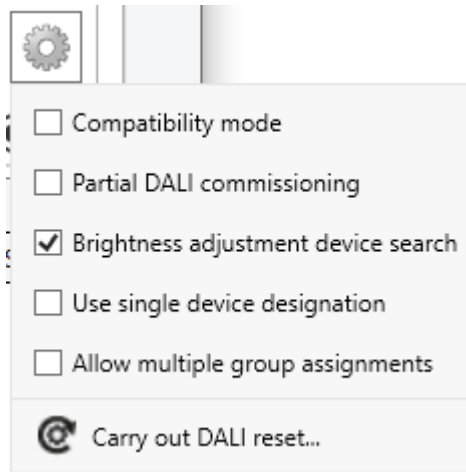 Compatibility mode
Partial DALI commissioning
Brightness adjustment device search
Use single device designation
Allow multiple group assignments
Carry out DALI reset...